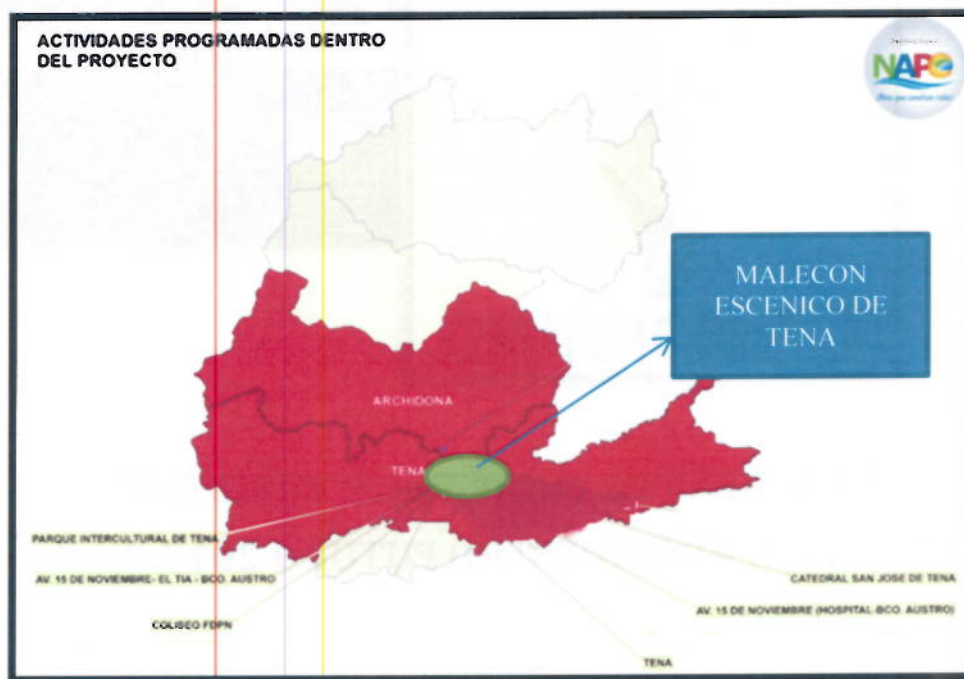 ACTIVIDADES PROGRAMADAS DENTRO
DEL PROYECTO
NAPO
MALECON
ESCENICO DE
TENA
ARCHIDONA
TENA
PARQUE INTERCULTURAL DE TENA
AV. 15 DE NOVIEMBRE- EL TIA - BCO. AUSTRO
COLISEO FDPN
CATEDRAL SAN JOSE DE TENA
AV. 15 DE NOVIEMBRE (HOSPITAL-BCO. AUSTRO)
TENA